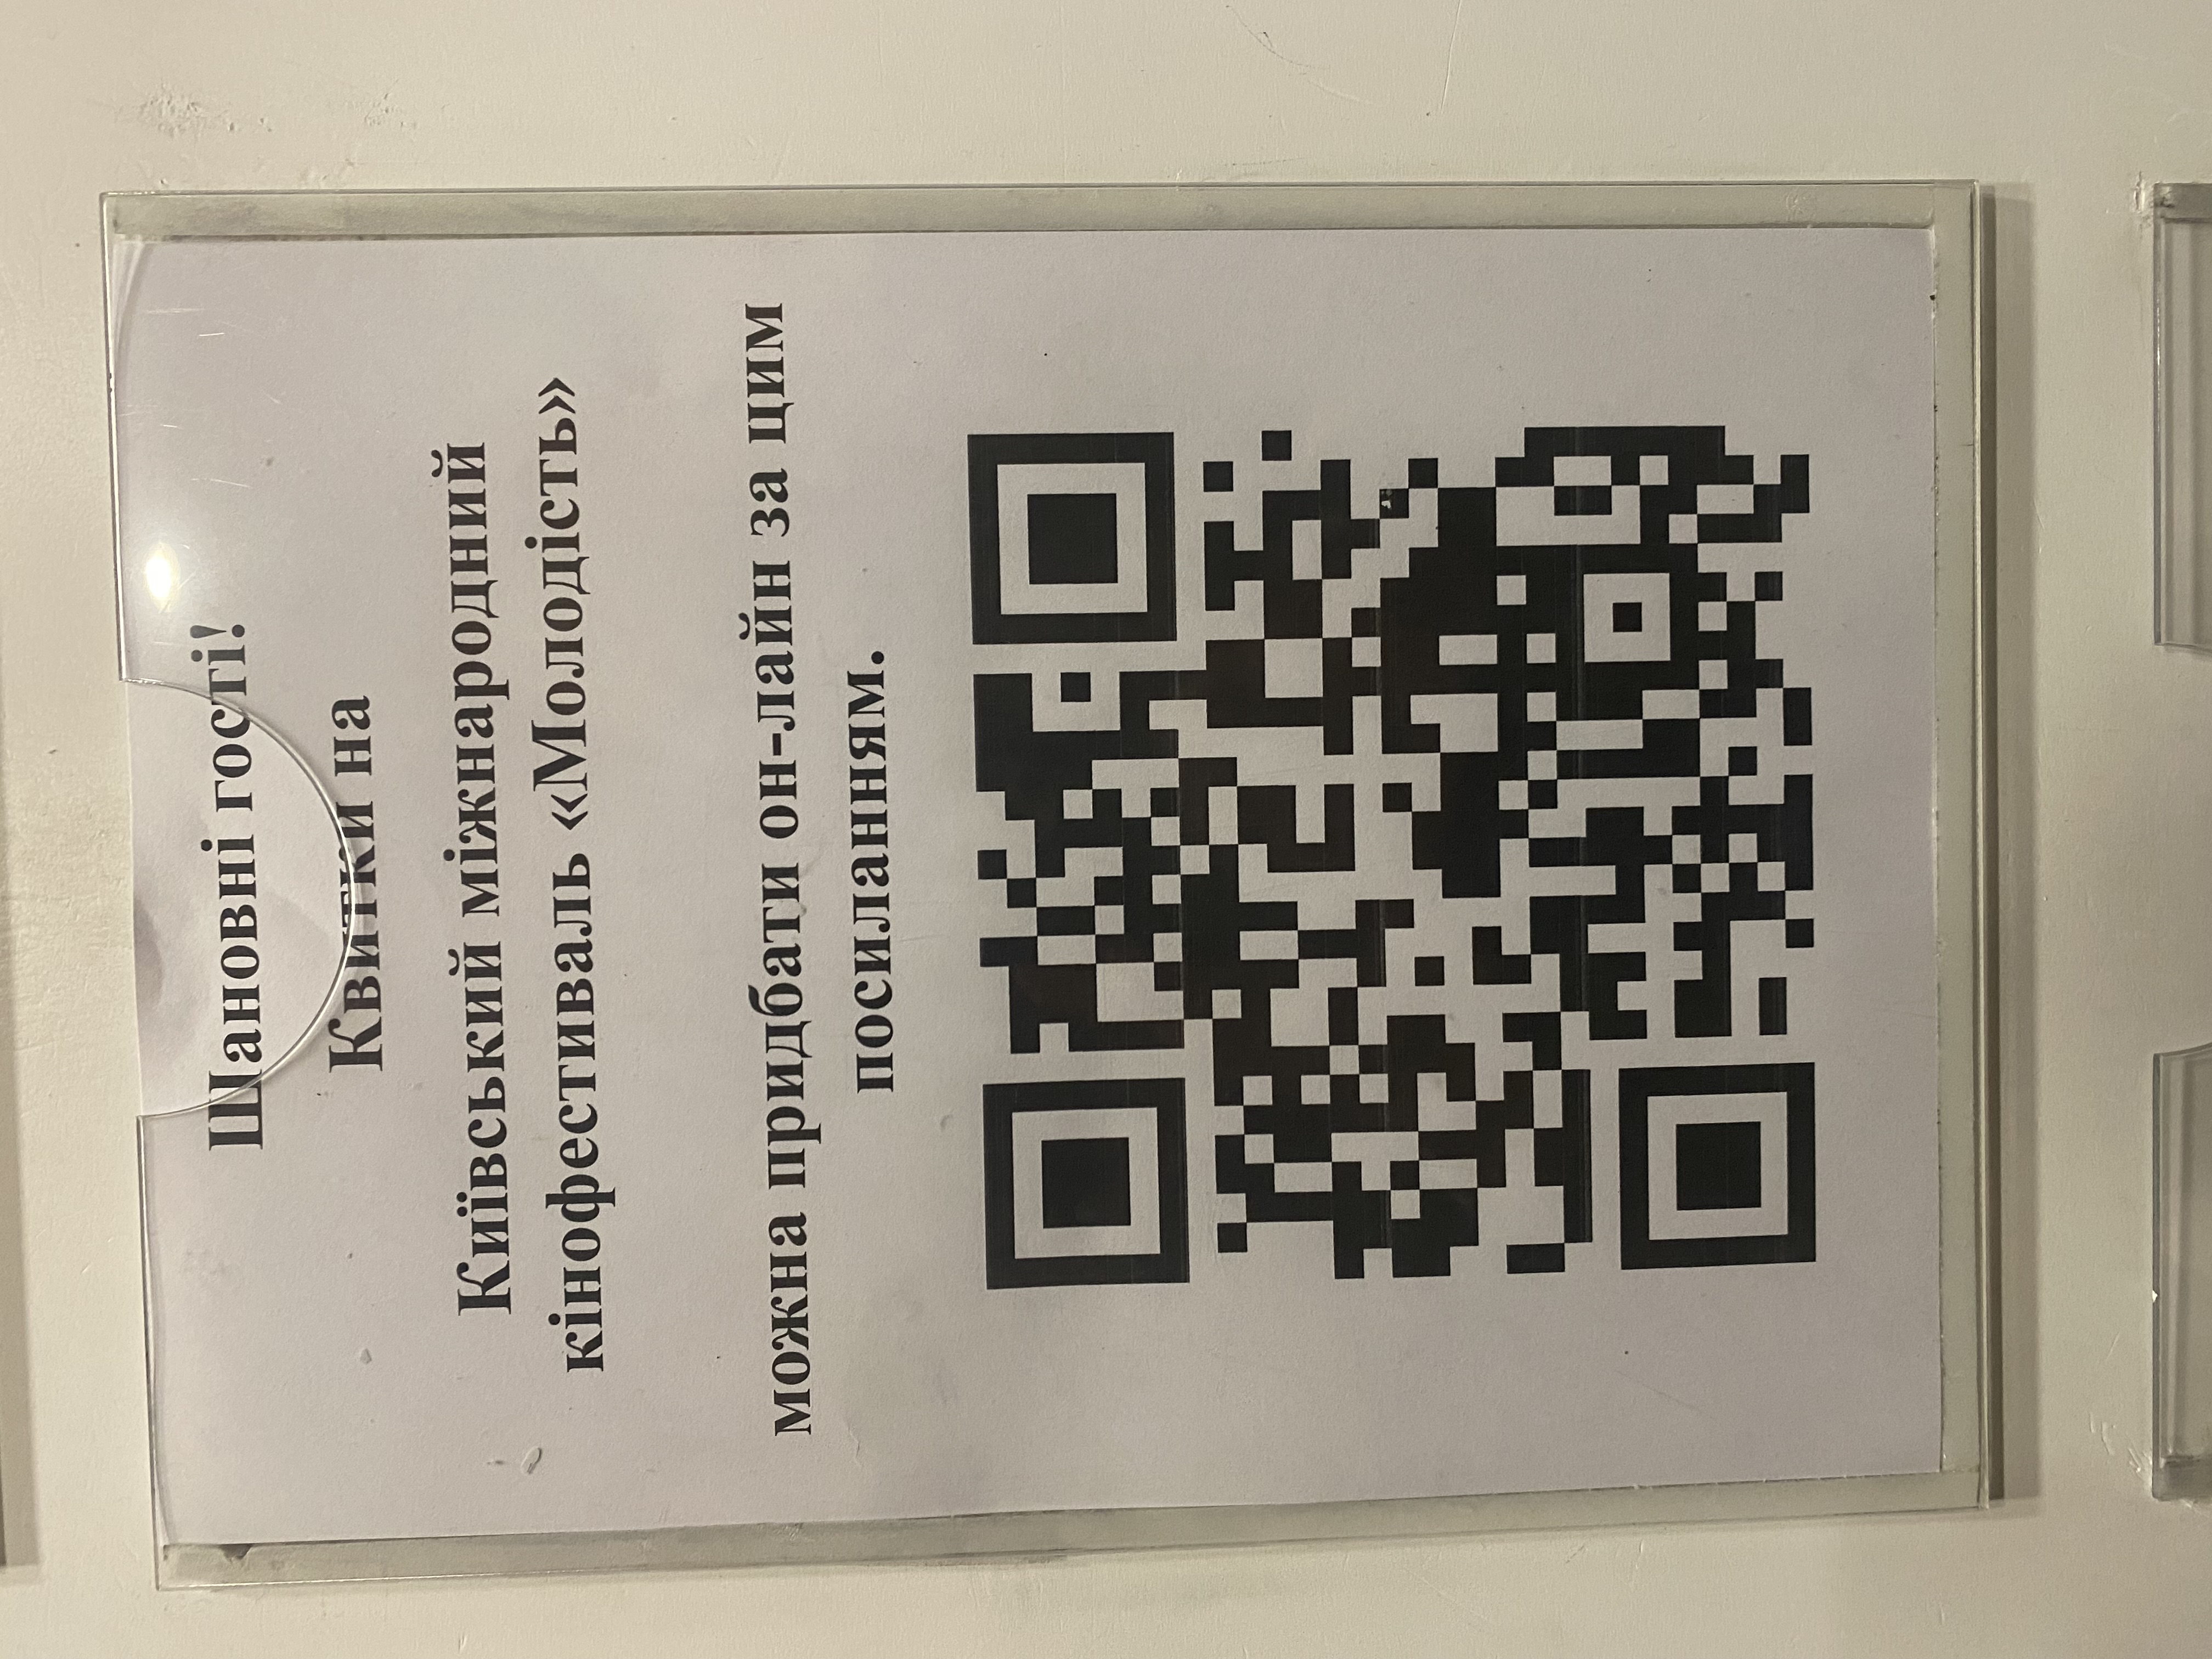 Шановні гості!
Квитки на
Київський міжнародний
кінофестиваль «Молодість»
можна придбати он-лайн за цим
посиланням.